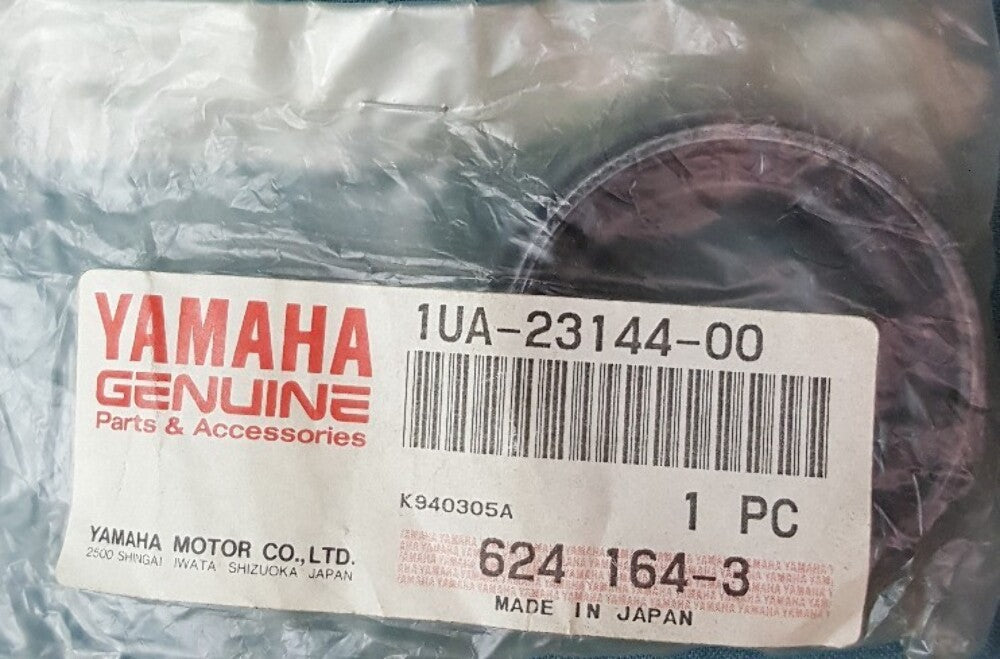 YAMAHA
GENUINE
Parts & Accessories
YAMAHA MOTOR CO., LTD.
2500 SHINGAI IWATA SHIZUOKA JAPAN
1UA-23144-00
K940305A
1 PC
624 164-3
MADE IN JAPAN